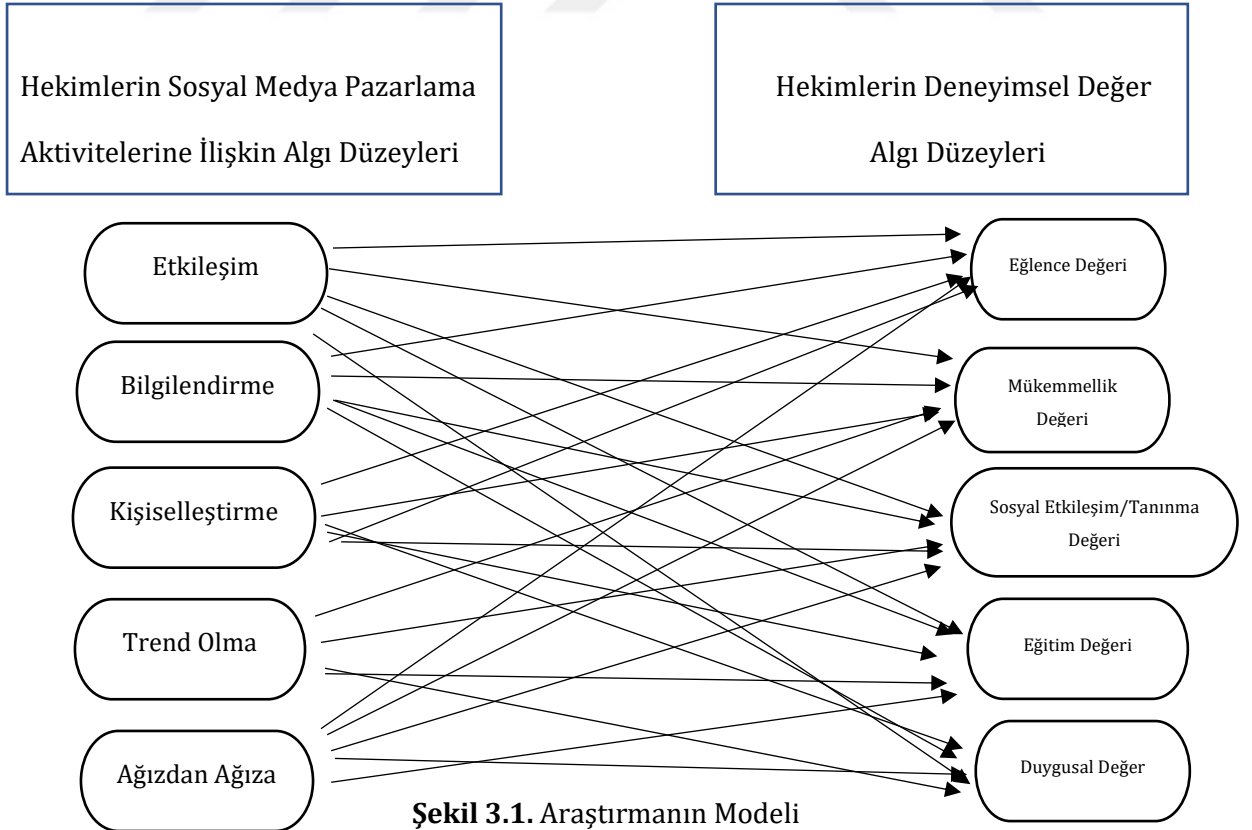 Hekimlerin Sosyal Medya Pazarlama
Aktivitelerine İlişkin Algı Düzeyleri
Hekimlerin Deneyimsel Değer
Algı Düzeyleri
Etkileşim
Bilgilendirme
Kişiselleştirme
Trend Olma
Ağızdan Ağıza
Eğlence Değeri
Mükemmellik
Değeri
Sosyal Etkileşim/Tanınma
Değeri
Eğitim Değeri
Duygusal Değer
Şekil 3.1. Araştırmanın Modeli